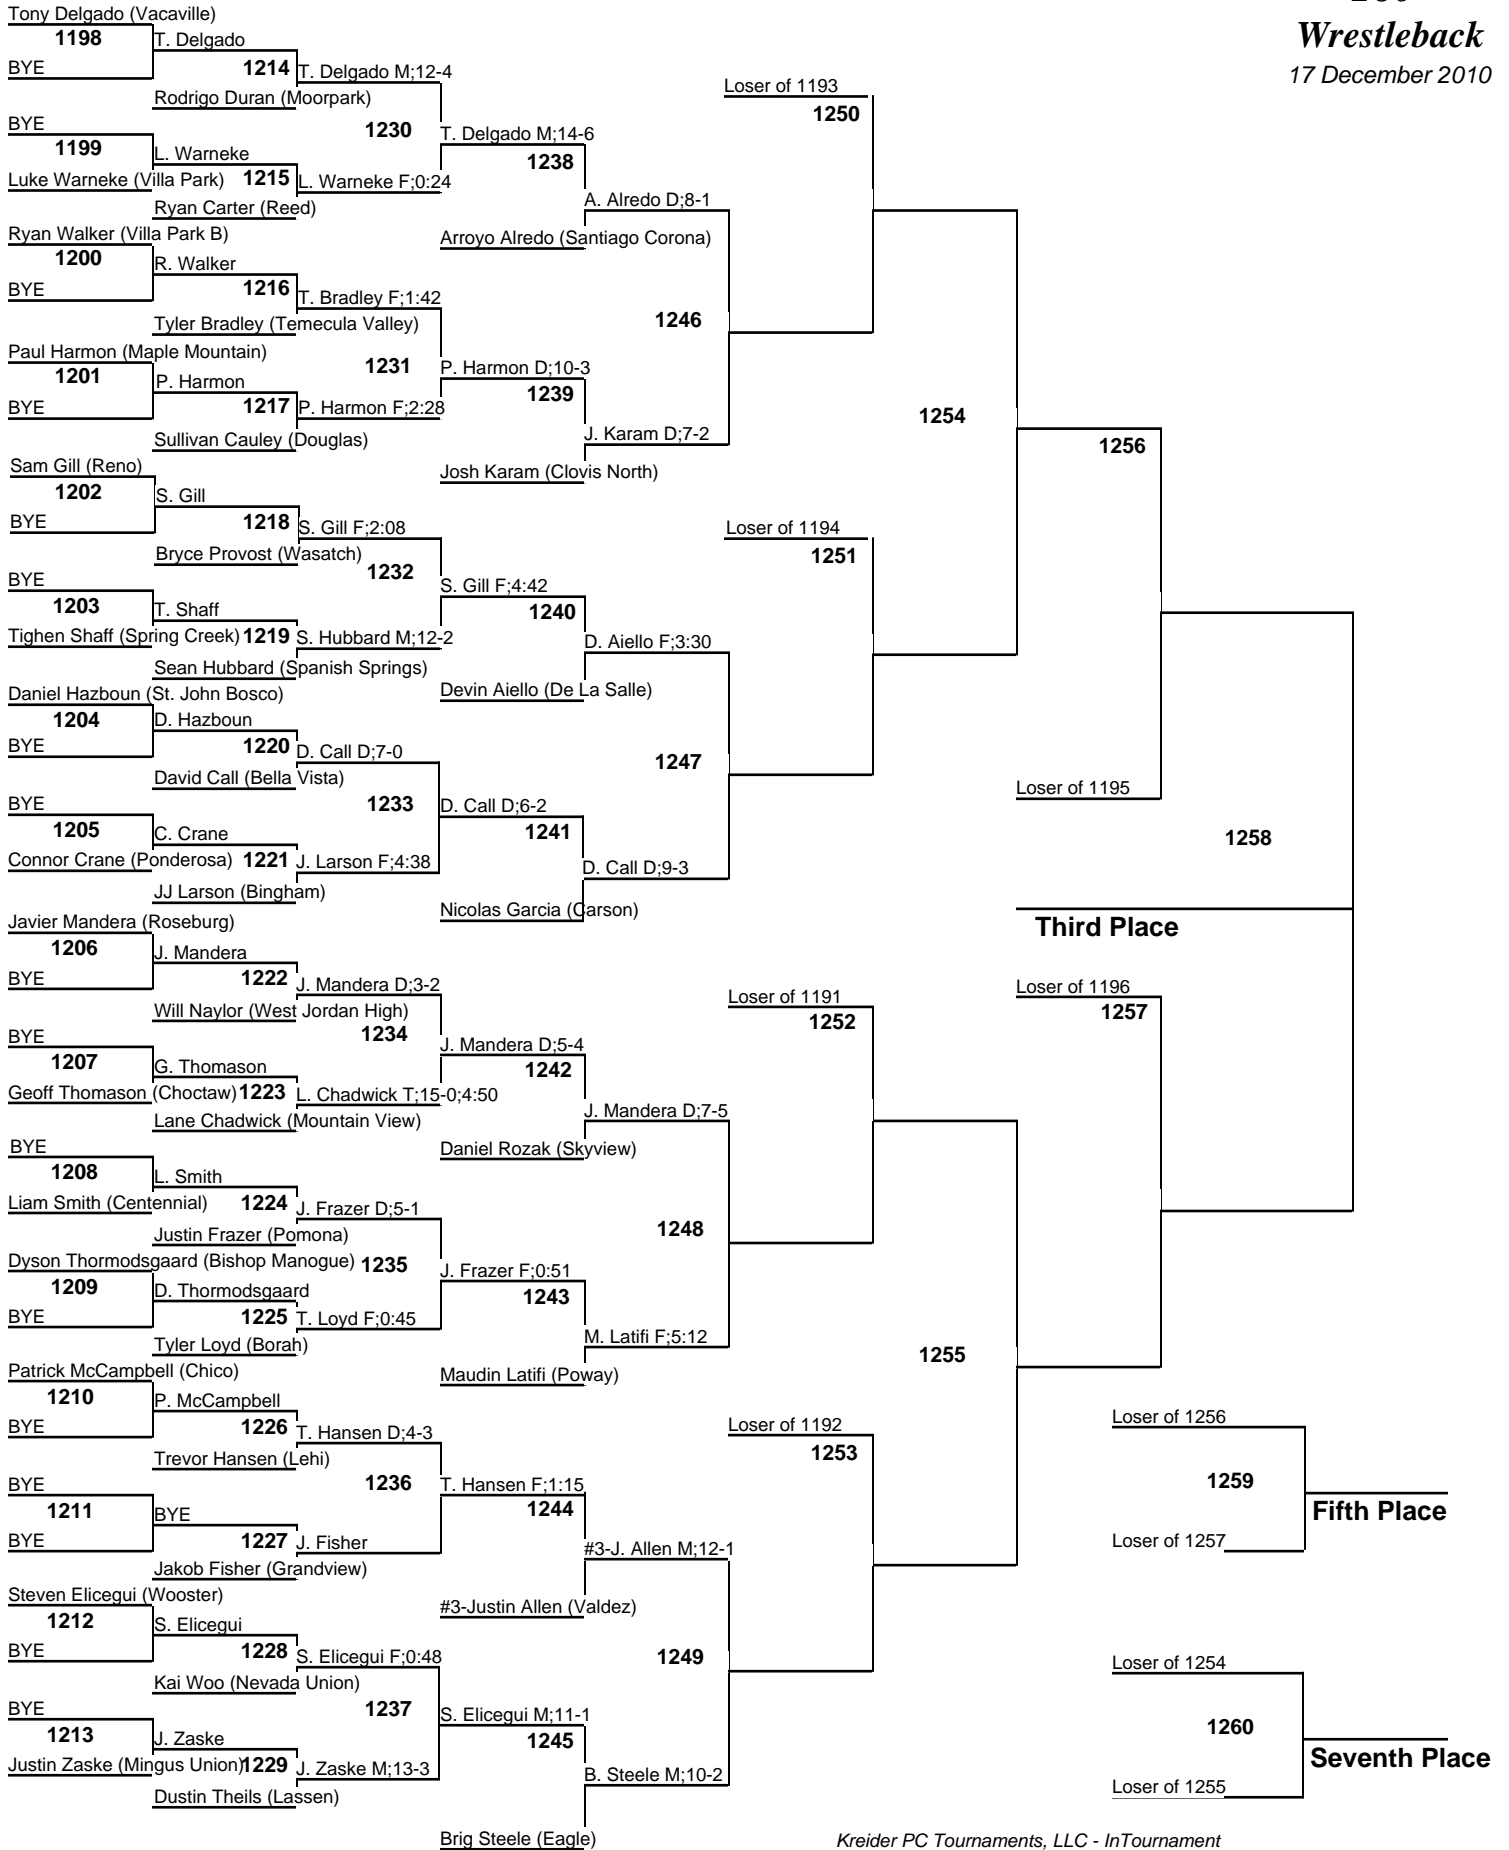 Wrestleback
17 December 2010
Tony Delgado (Vacaville)
1198
T. Delgado
BYE
1214
T. Delgado M;12-4
Rodrigo Duran (Moorpark)
Loser of 1193
1250
BYE
1230
T. Delgado M;14-6
1199
L. Warneke
1238
Luke Warneke (Villa Park)
1215
L. Warneke F;0:24
A. Alredo D;8-1
Ryan Carter (Reed)
Ryan Walker (Villa Park B)
Arroyo Alredo (Santiago Corona)
1200
R. Walker
BYE
1216
T. Bradley F;1:42
Tyler Bradley (Temecula Valley)
1246
Paul Harmon (Maple Mountain)
1231
P. Harmon D;10-3
1201
P. Harmon
1239
BYE
1217
P. Harmon F;2:28
1254
Sullivan Cauley (Douglas)
J. Karam D;7-2
1256
Sam Gill (Reno)
Josh Karam (Clovis North)
1202
S. Gill
BYE
1218
S. Gill F;2:08
Loser of 1194
Bryce Provost (Wasatch)
1251
1232
BYE
S. Gill F;4:42
1203
T. Shaff
1240
Tighen Shaff (Spring Creek)
1219
S. Hubbard M;12-2
D. Aiello F;3:30
Sean Hubbard (Spanish Springs)
Daniel Hazboun (St. John Bosco)
Devin Aiello (De La Salle)
1204
D. Hazboun
BYE
1220
D. Call D;7-0
1247
David Call (Bella Vista)
Loser of 1195
BYE
1233
D. Call D;6-2
1205
C. Crane
1241
1258
Connor Crane (Ponderosa)
1221
J. Larson F;4:38
D. Call D;9-3
JJ Larson (Bingham)
Nicolas Garcia (Carson)
Javier Mandera (Roseburg)
Third Place
1206
J. Mandera
BYE
1222
J. Mandera D;3-2
Loser of 1191
Loser of 1196
Will Naylor (West Jordan High)
1252
1257
BYE
1234
J. Mandera D;5-4
1207
G. Thomason
1242
Geoff Thomason (Choctaw)
1223
L. Chadwick T;15-0;4:50
J. Mandera D;7-5
Lane Chadwick (Mountain View)
BYE
Daniel Rozak (Skyview)
1208
L. Smith
Liam Smith (Centennial)
1224
J. Frazer D;5-1
Justin Frazer (Pomona)
1248
Dyson Thormodsgaard (Bishop Manogue)
1235
J. Frazer F;0:51
1209
D. Thormodsgaard
1243
BYE
1225
T. Loyd F;0:45
Tyler Loyd (Borah)
M. Latifi F;5:12
1255
Patrick McCampbell (Chico)
Maudin Latifi (Poway)
1210
P. McCampbell
BYE
1226
T. Hansen D;4-3
Loser of 1192
Loser of 1256
Trevor Hansen (Lehi)
1253
BYE
1236
T. Hansen F;1:15
1259
1211
BYE
1244
Fifth Place
BYE
1227
J. Fisher
#3-J. Allen M;12-1
Loser of 1257
Jakob Fisher (Grandview)
Steven Elicegui (Wooster)
#3-Justin Allen (Valdez)
1212
S. Elicegui
BYE
1228
S. Elicegui F;0:48
1249
Loser of 1254
Kai Woo (Nevada Union)
BYE
1237
S. Elicegui M;11-1
1260
1213
J. Zaske
1245
Justin Zaske (Mingus Union)
1229
J. Zaske M;13-3
B. Steele M;10-2
Seventh Place
Dustin Theils (Lassen)
Loser of 1255
Brig Steele (Eagle)
Kreider PC Tournaments, LLC - InTournament